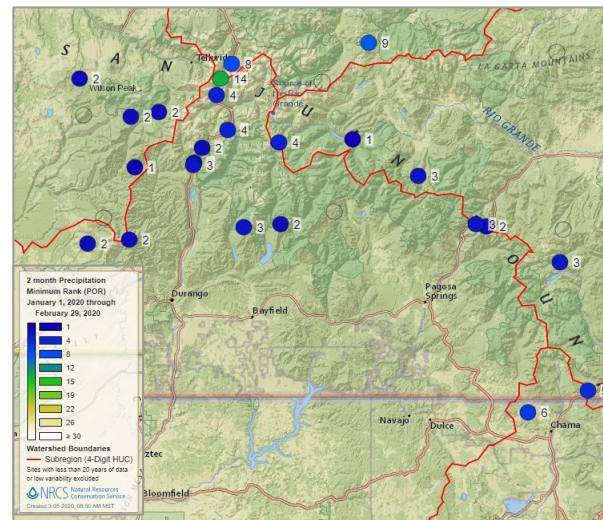 SAN JUAN MOUN
Telluride
8
9
14
4
LA GARITA MOUNTAINS
2
Wilson Peak
Source of
the Rio
Grande
RIO GRANDE
2
2
4
4
1
2
3
1
3
3
2
3
2
2
2
3
Durango
Pagosa
Springs
Bayfield
5
6
Navajo
Dulce
Chama
Aztec
Bloomfield
2 month Precipitation
Minimum Rank (POR)
January 1, 2020 through
February 29, 2020
1
4
8
12
15
19
22
26
≥ 30
Watershed Boundaries
Subregion (4-Digit HUC)
Sites with less than 20 years of data
or low variability excluded
NRCS Natural Resources
Conservation Service
Created 3-05-2020, 08:50 AM MST